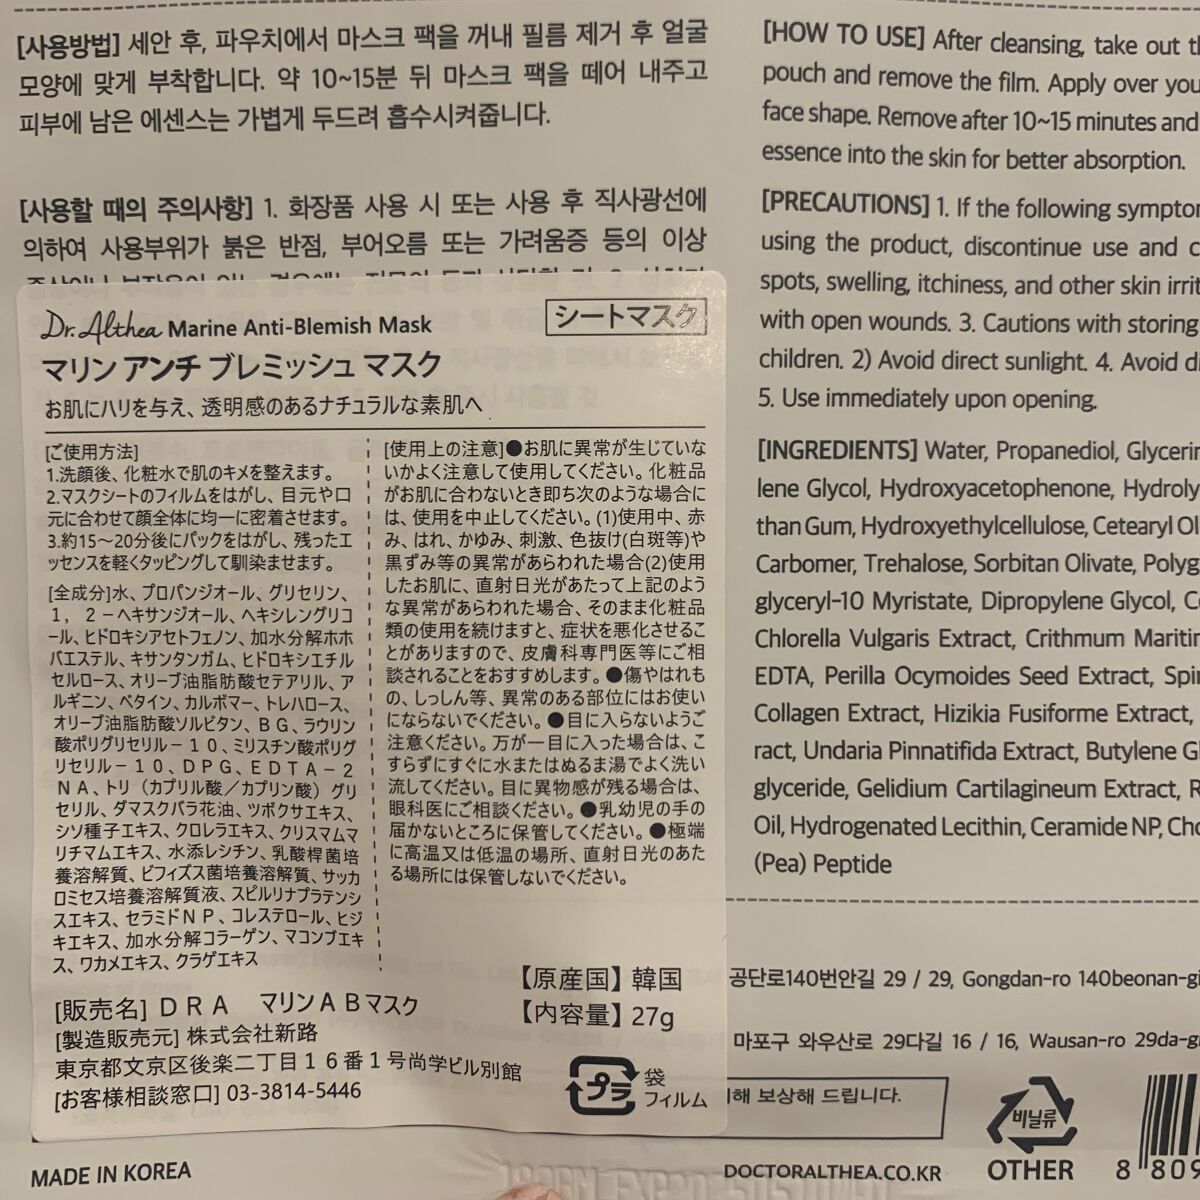 [사용방법] 세안 후, 파우치에서 마스크 팩을 꺼내 필름 제거 후 얼굴
모양에 맞게 부착합니다. 약 10~15분 뒤 마스크 팩을 떼어 내주고
피부에 남은 에센스는 가볍게 두드려 흡수시켜줍니다.
[사용할 때의 주의사항] 1. 화장품 사용 시 또는 사용 후 직사광선에
의하여 사용부위가 붉은 반점, 부어오름 또는 가려움증 등의 이상
[HOW TO USE] After cleansing, take out
pouch and remove the film. Apply over
face shape. Remove after 10~15 minutes and
essence into the skin for better absorption.
[PRECAUTIONS] 1. If the following
using the product, discontinue use and
spots, swelling, itchiness, and other skin
with open wounds. 3. Cautions with storing
children. 2) Avoid direct sunlight. 4. Avoid
5. Use immediately upon opening.
[INGREDIENTS] Water, Propanediol,
lene Glycol, Hydroxyacetophenone,
than Gum, Hydroxyethylcellulose, Cetearyl
Carbomer, Trehalose, Sorbitan Olivate,
glyceryl-10 Myristate, Dipropylene Glycol,
Chlorella Vulgaris Extract, Crithmum
EDTA, Perilla Ocymoides Seed Extract,
Collagen Extract, Hizikia Fusiforme Extract,
ract, Undaria Pinnatifida Extract, Butylene
glyceride, Gelidium Cartilagineum Extract,
Oil, Hydrogenated Lecithin, Ceramide NP,
(Pea) Peptide
Dr.Althea Marine Anti-Blemish Mask
シートマスク
マリン アンチ ブレミッシュ マスク
お肌にハリを与え、透明感のあるナチュラルな素肌へ
[ご使用方法]
1.洗顔後、化粧水で肌のキメを整えます。
2.マスクシートのフィルムをはがし、目元や口
元に合わせて顔全体に均一に密着させます。
3.約15～20分後にパックをはがし、残ったエ
ッセンスを軽くタッピングして馴染ませます。
[全成分]水、プロパンジオール、グリセリン、
１，２－ヘキサンジオール、ヘキシレングリコ
ール、ヒドロキシアセトフェノン、加水分解ホホ
バエステル、キサンタンガム、ヒドロキシエチル
セルロース、オリーブ油脂肪酸セテアリル、ア
ルギニン、ベタイン、カルボマー、トレハロース、
オリーブ油脂肪酸ソルビタン、ＢＧ、ラウリン
酸ポリグリセリル－１０、ミリスチン酸ポリグ
リセリル－１０、ＤＰＧ、ＥＤＴＡ－２
ＮＡ、トリ（カプリル酸／カプリン酸）グリ
セリル、ダマスクバラ花油、ツボクサエキス、
シソ種子エキス、クロレラエキス、クリスマムマ
リチマムエキス、水添レシチン、乳酸桿菌培
養溶解質、ビフィズス菌培養溶解質、サッカ
ロミセス培養溶解質液、スピルリナプラテンシ
スエキス、セラミドＮＰ、コレステロール、ヒジ
キエキス、加水分解コラーゲン、マコンブエキ
ス、ワカメエキス、クラゲエキス
[使用上の注意]●お肌に異常が生じていな
いかよく注意して使用してください。化粧品
がお肌に合わないとき即ち次のような場合に
は、使用を中止してください。(1)使用中、赤
み、はれ、かゆみ、刺激、色抜け(白斑等)や
黒ずみ等の異常があらわれた場合(2)使用
したお肌に、直射日光があたって上記のよう
な異常があらわれた場合、そのまま化粧品
類の使用を続けますと、症状を悪化させるこ
とがありますので、皮膚科専門医等にご相
談されることをおすすめします。●傷やはれも
の、しっしん等、異常のある部位にはお使い
にならないでください。●目に入らないようご
注意ください。万が一目に入った場合は、こ
すらずにすぐに水またはぬるま湯でよく洗い
流してください。目に異物感が残る場合は、
眼科医にご相談ください。●乳幼児の手の
届かないところに保管してください。●極端
に高温又は低温の場所、直射日光のあた
る場所には保管しないでください。
【原産国】韓国
【内容量】27g
[販売名] ＤＲＡ　マリンＡＢマスク
[製造販売元] 株式会社新路
東京都文京区後楽二丁目１６番１号尚学ビル別館
[お客様相談窓口] 03-3814-5446
プラ
袋
フィルム
공단로140번안길 29 / 29, Gongdan-ro
마포구 와우산로 29다길 16 / 16, Wausan-ro
보상해 드립니다.
비닐류
OTHER
8 809
MADE IN KOREA
DOCTORALTHEA.CO.KR